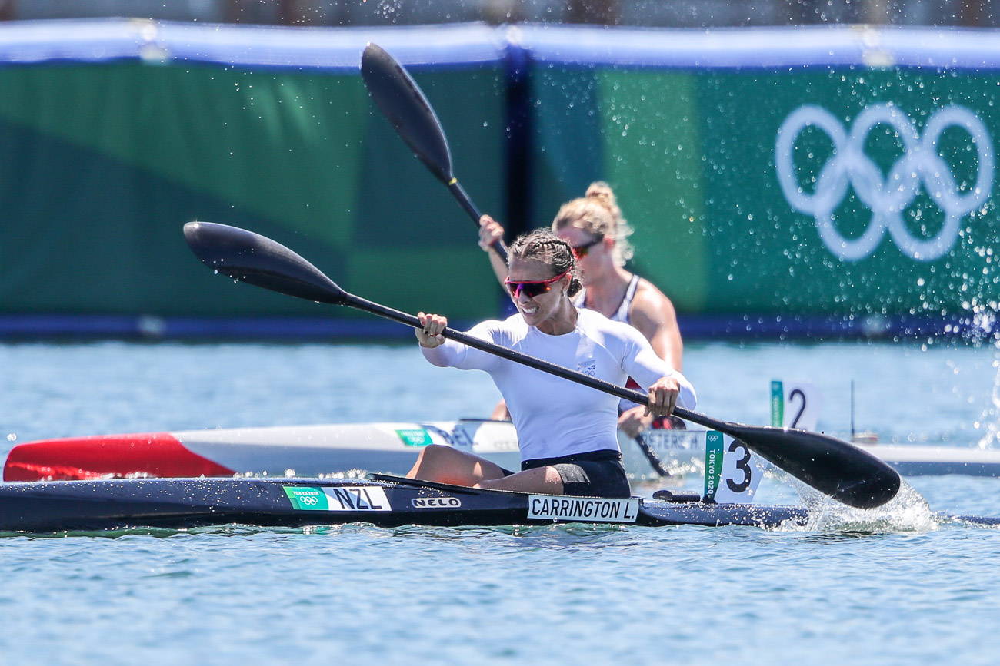 2
BEL
PETERS H.
TOKYO 2020
3
NZL
NELO
CARRINGTON L.